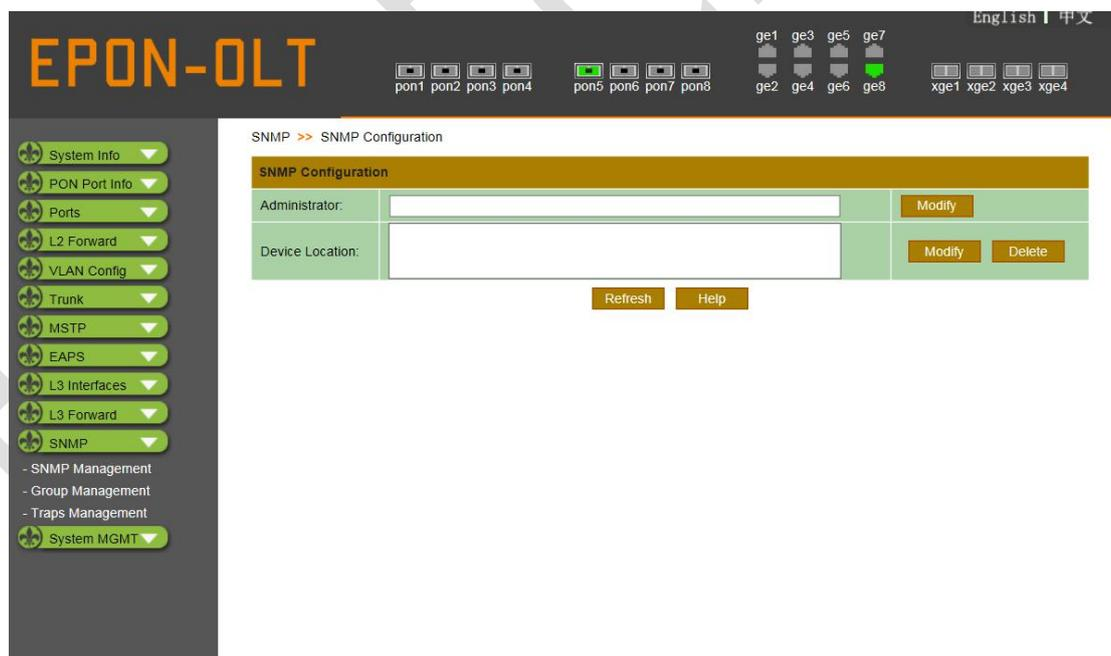 English | 中文
EPON-OLT
ge1 ge3 ge5 ge7
pon1 pon2 pon3 pon4 pon5 pon6 pon7 pon8 ge2 ge4 ge6 ge8 xge1 xge2 xge3 xge4
SNMP >> SNMP Configuration
System Info
PON Port Info
Ports
L2 Forward
VLAN Config
Trunk
MSTP
EAPS
L3 Interfaces
L3 Forward
SNMP
- SNMP Management
- Group Management
- Traps Management
System MGMT
SNMP Configuration
Administrator: Modify
Device Location: Modify Delete
Refresh Help